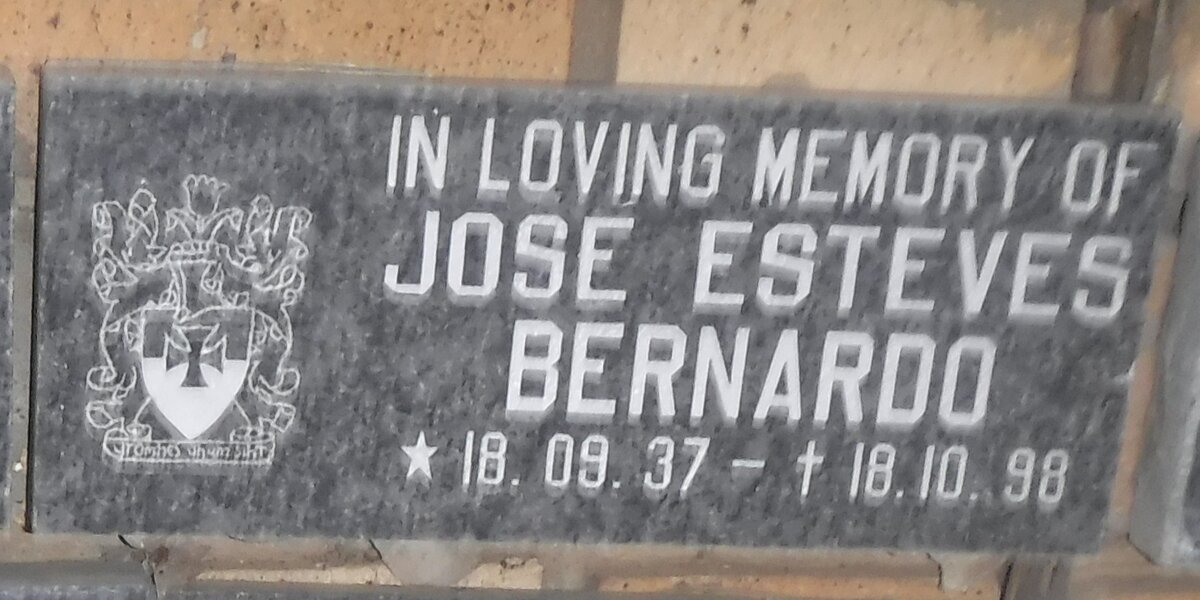 IN LOVING MEMORY OF
JOSE ESTEVES
BERNARDO
★ 18. 09. 37 – † 18.10. 98